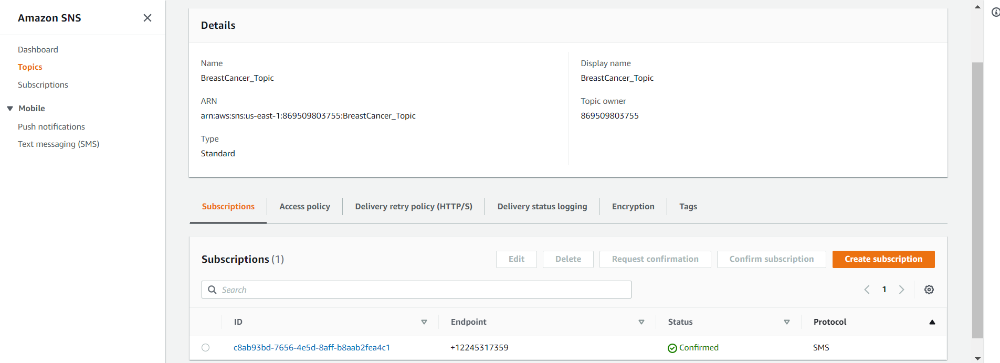 Amazon SNS
Dashboard
Topics
Subscriptions
Mobile
Push notifications
Text messaging (SMS)
Details
Name
BreastCancer_Topic
Display name
BreastCancer_Topic
ARN
arn:aws:sns:us-east-1:869509803755:BreastCancer_Topic
Topic owner
869509803755
Type
Standard
Subscriptions Access policy Delivery retry policy (HTTP/S) Delivery status logging Encryption Tags
Subscriptions (1) Edit Delete Request confirmation Confirm subscription Create subscription
Search 1
ID Endpoint Status Protocol
c8ab93bd-7656-4e5d-8aff-b8aab2fea4c1 +12245317359 Confirmed SMS